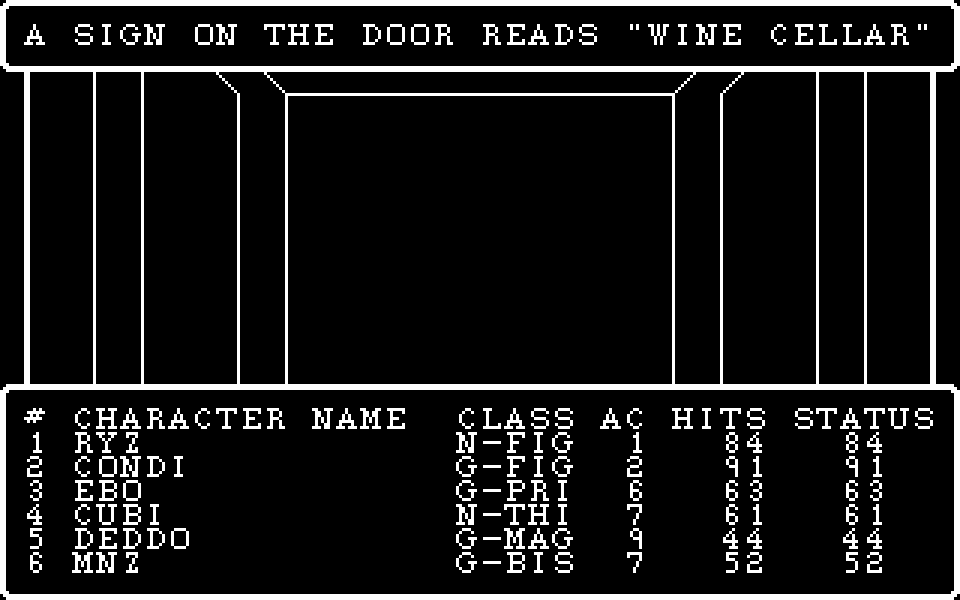 A SIGN ON THE DOOR READS "WINE CELLAR"
# CHARACTER NAME CLASS AC HITS STATUS
1 RYZ N-FIG 1 84 84
2 CONDI G-FIG 2 91 91
3 EBO G-PRI 6 63 63
4 CUBI N-THI 7 61 61
5 DEDDO G-MAG 9 44 44
6 MNZ G-BIS 7 52 52